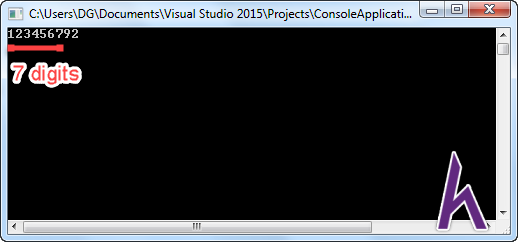 C:\Users\DG\Documents\Visual Studio 2015\Projects\ConsoleApplicati...
123456792
7 digits